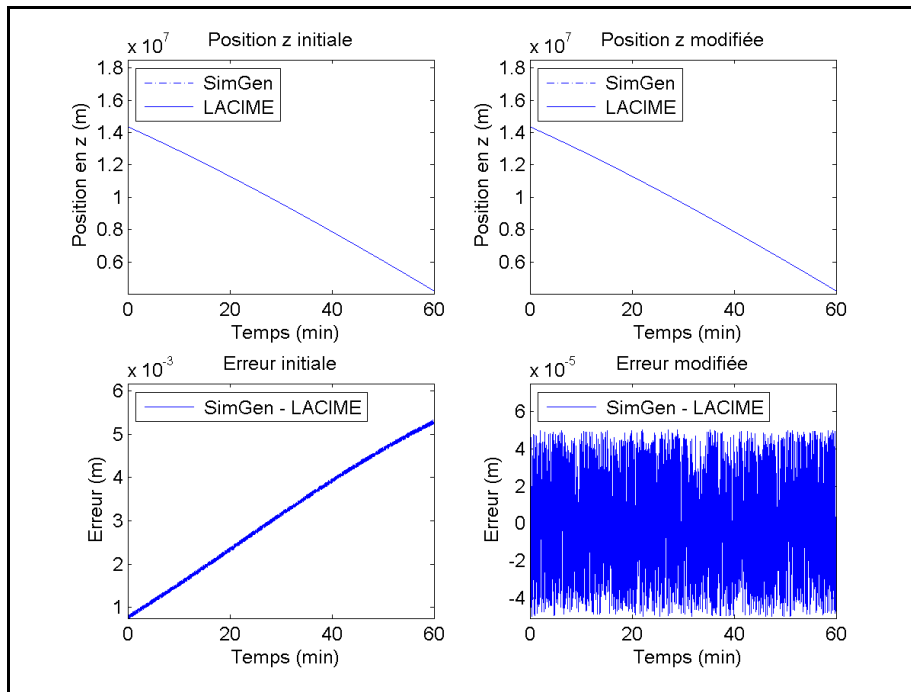 Position z initiale
x 10^7
1.8
1.6
1.4
1.2
1
0.8
0.6
Position en z (m)
SimGen
LACIME
0
20
40
60
Temps (min)
Position z modifiée
x 10^7
1.8
1.6
1.4
1.2
1
0.8
0.6
Position en z (m)
SimGen
LACIME
0
20
40
60
Temps (min)
Erreur initiale
x 10^-3
6
5
4
3
2
1
Erreur (m)
SimGen - LACIME
0
20
40
60
Temps (min)
Erreur modifiée
x 10^-5
6
4
2
0
-2
-4
Erreur (m)
SimGen - LACIME
0
20
40
60
Temps (min)